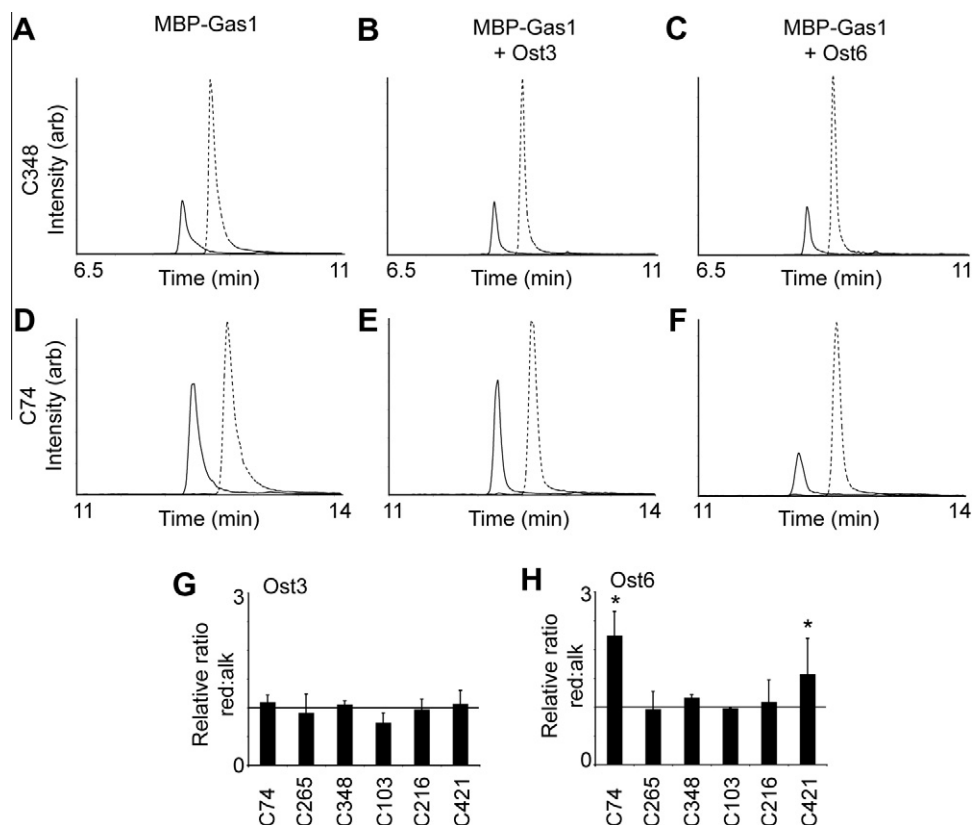 A
MBP-Gas1
B
MBP-Gas1
+ Ost3
C
MBP-Gas1
+ Ost6
C348
Intensity (arb)
6.5
Time (min)
11
6.5
Time (min)
11
6.5
Time (min)
11
D
E
F
C74
Intensity (arb)
11
Time (min)
14
11
Time (min)
14
11
Time (min)
14
G
Ost3
3
Relative ratio
red:alk
0
C74
C265
C348
C103
C216
C421
H
Ost6
3
Relative ratio
red:alk
0
*
*
C74
C265
C348
C103
C216
C421